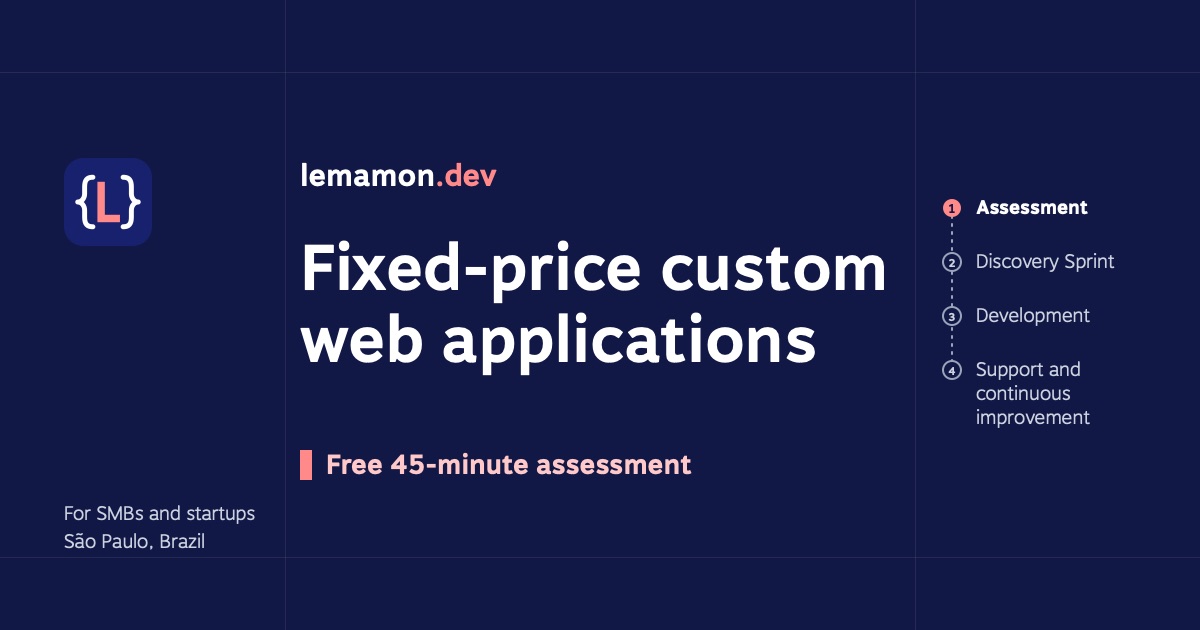 {L}
For SMBs and startups
São Paulo, Brazil
lemamon.dev
Fixed-price custom
web applications
Free 45-minute assessment
1 Assessment
2 Discovery Sprint
3 Development
4 Support and
continuous
improvement